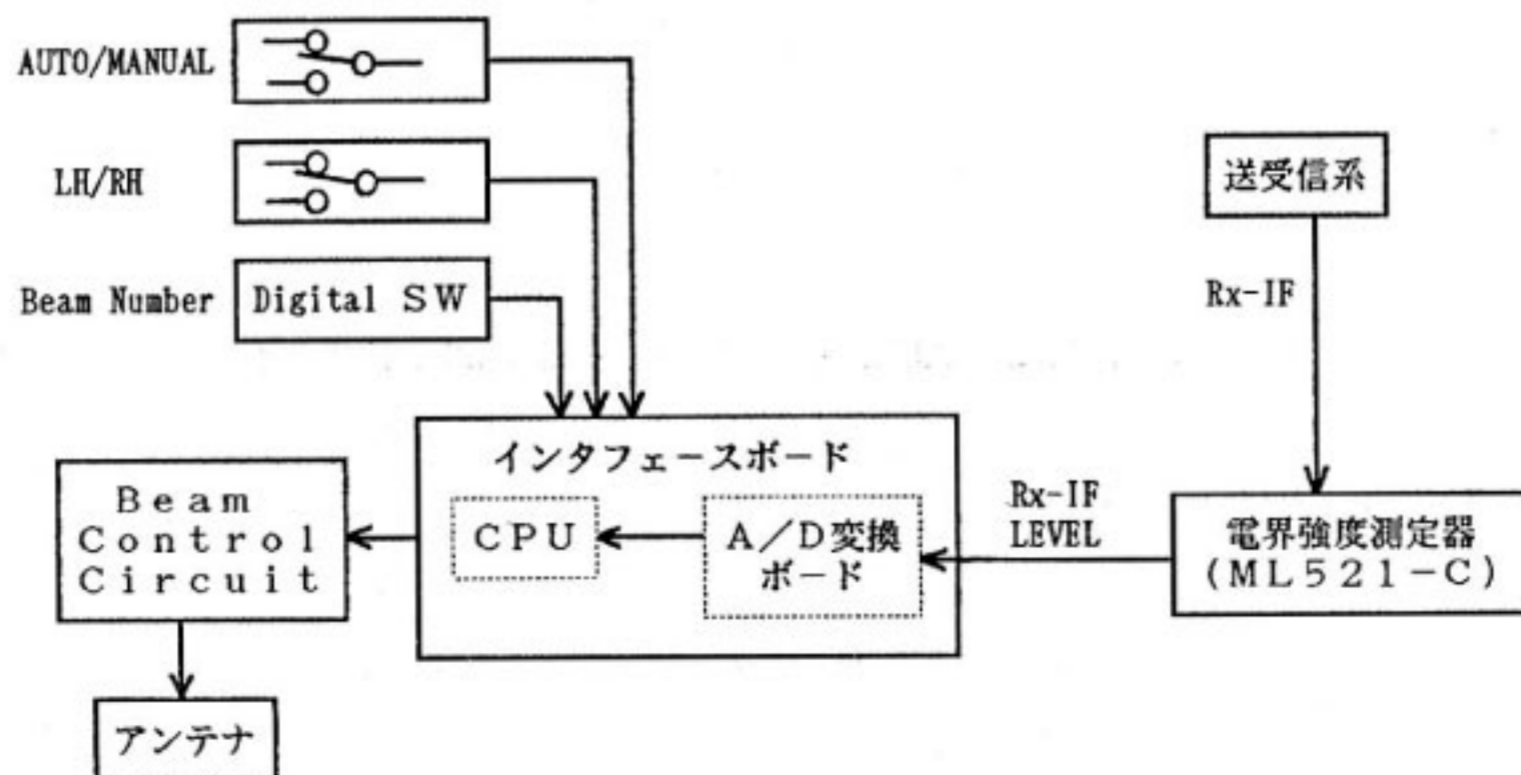 AUTO/MANUAL
LH/RH
Beam Number
Digital SW
送受信系
Rx-IF
インタフェースボード
CPU
A/D変換
ボード
Rx-IF
LEVEL
電界強度測定器
(ML521-C)
Beam
Control
Circuit
アンテナ